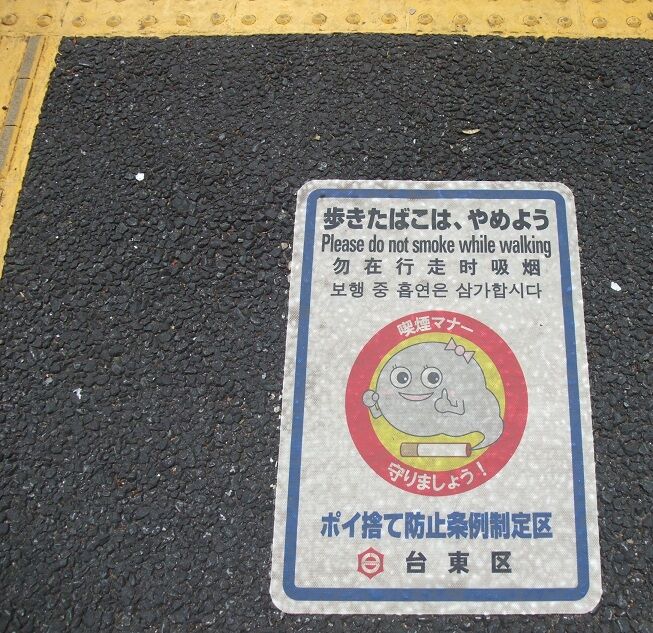 歩きたばこは、やめよう
Please do not smoke while walking
勿在行走时吸烟
보행 중 흡연은 삼가합시다
喫煙マナー
守りましょう！
ポイ捨て防止条例制定区
台東区